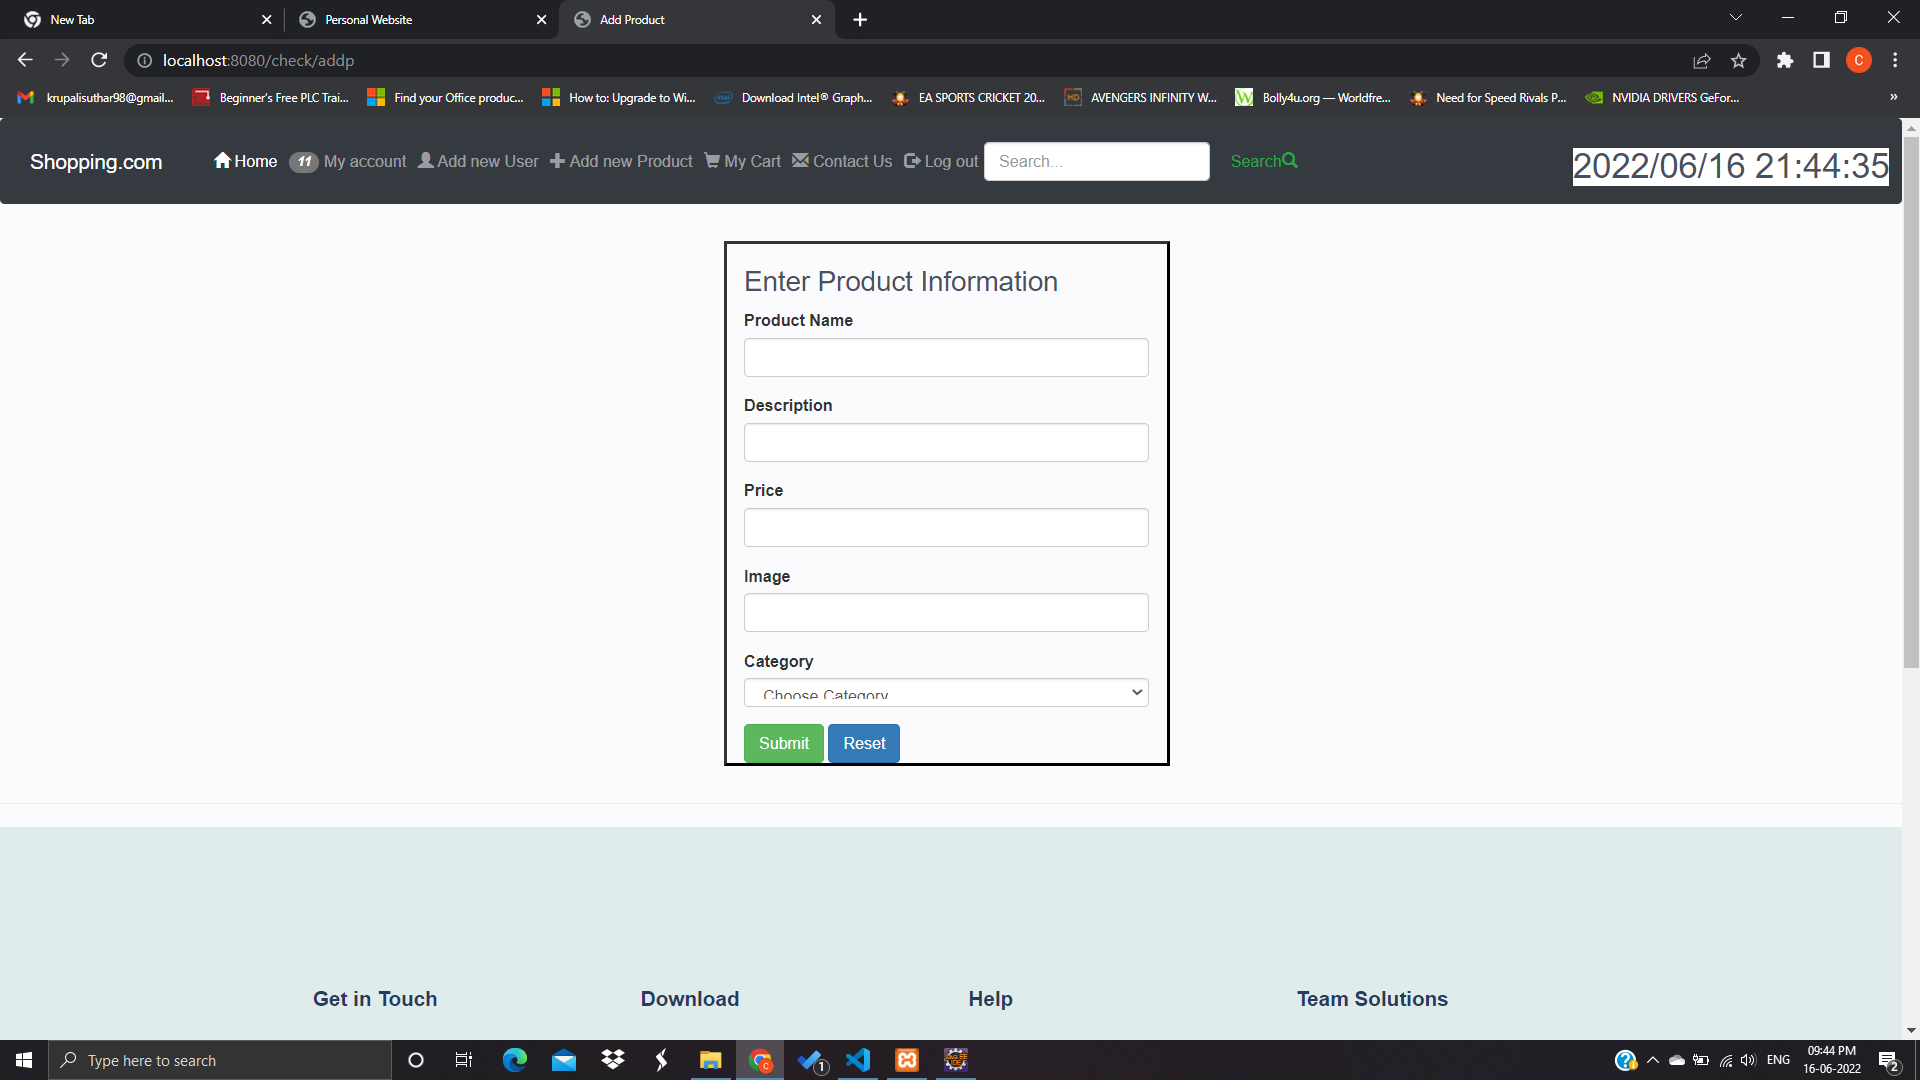 New Tab
Personal Website
Add Product
localhost:8080/check/addp
C
krupalisuthar98@gmail...
Beginner's Free PLC Trai...
Find your Office produc...
How to: Upgrade to Wi...
Download Intel® Graph...
EA SPORTS CRICKET 20...
AVENGERS INFINITY W...
Bolly4u.org — Worldfre...
Need for Speed Rivals P...
NVIDIA DRIVERS GeFor...
»
Shopping.com
Home
11 My account
Add new User
Add new Product
My Cart
Contact Us
Log out
Search...
Search
2022/06/16 21:44:35
Enter Product Information
Product Name
Description
Price
Image
Category
Choose Category
Submit
Reset
Get in Touch
Download
Help
Team Solutions
Type here to search
1
ENG
09:44 PM
16-06-2022
2